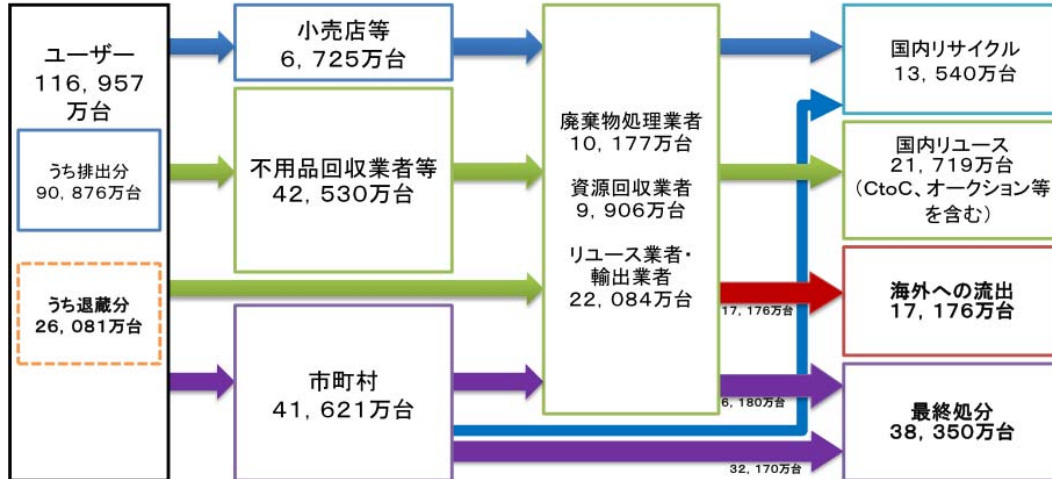 ユーザー
116, 957
万台
うち排出分
90, 876万台
うち退蔵分
26, 081万台
小売店等
6, 725万台
不用品回収業者等
42, 530万台
市町村
41, 621万台
廃棄物処理業者
10, 177万台
資源回収業者
9, 906万台
リユース業者・
輸出業者
22, 084万台
17, 176万台
6, 180万台
32, 170万台
国内リサイクル
13, 540万台
国内リユース
21, 719万台
(CtoC、オークション等
を含む)
海外への流出
17, 176万台
最終処分
38, 350万台